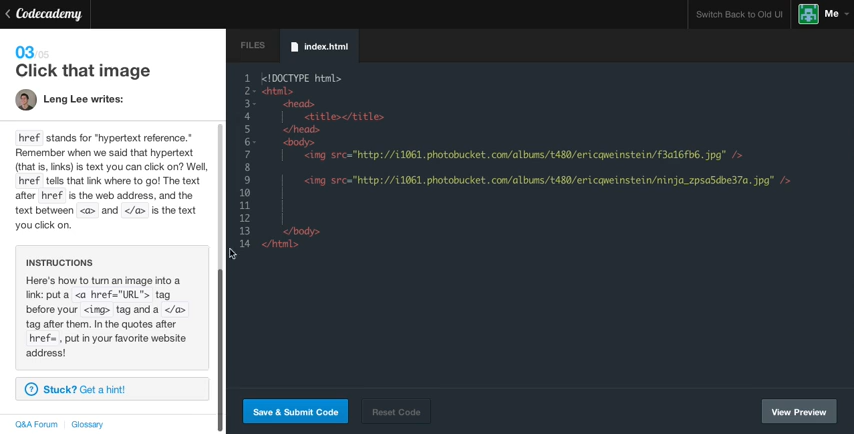 Codecademy
Switch Back to Old UI
Me
03/05
Click that image
Leng Lee writes:
href stands for "hypertext reference."
Remember when we said that hypertext
(that is, links) is text you can click on? Well,
href tells that link where to go! The text
after href is the web address, and the
text between <a> and </a> is the text
you click on.
INSTRUCTIONS
Here's how to turn an image into a
link: put a <a href="URL"> tag
before your <img> tag and a </a>
tag after them. In the quotes after
href= , put in your favorite website
address!
? Stuck? Get a hint!
Q&A Forum
Glossary
FILES
index.html
1 <!DOCTYPE html>
2 <html>
3 <head>
4 <title></title>
5 </head>
6 <body>
7 <img src="http://i1061.photobucket.com/albums/t480/ericqweinstein/f3a16fb6.jpg" />
8
9 <img src="http://i1061.photobucket.com/albums/t480/ericqweinstein/ninja_zpsa5dbe37a.jpg" />
10
11
12
13 </body>
14 </html>
Save & Submit Code
Reset Code
View Preview